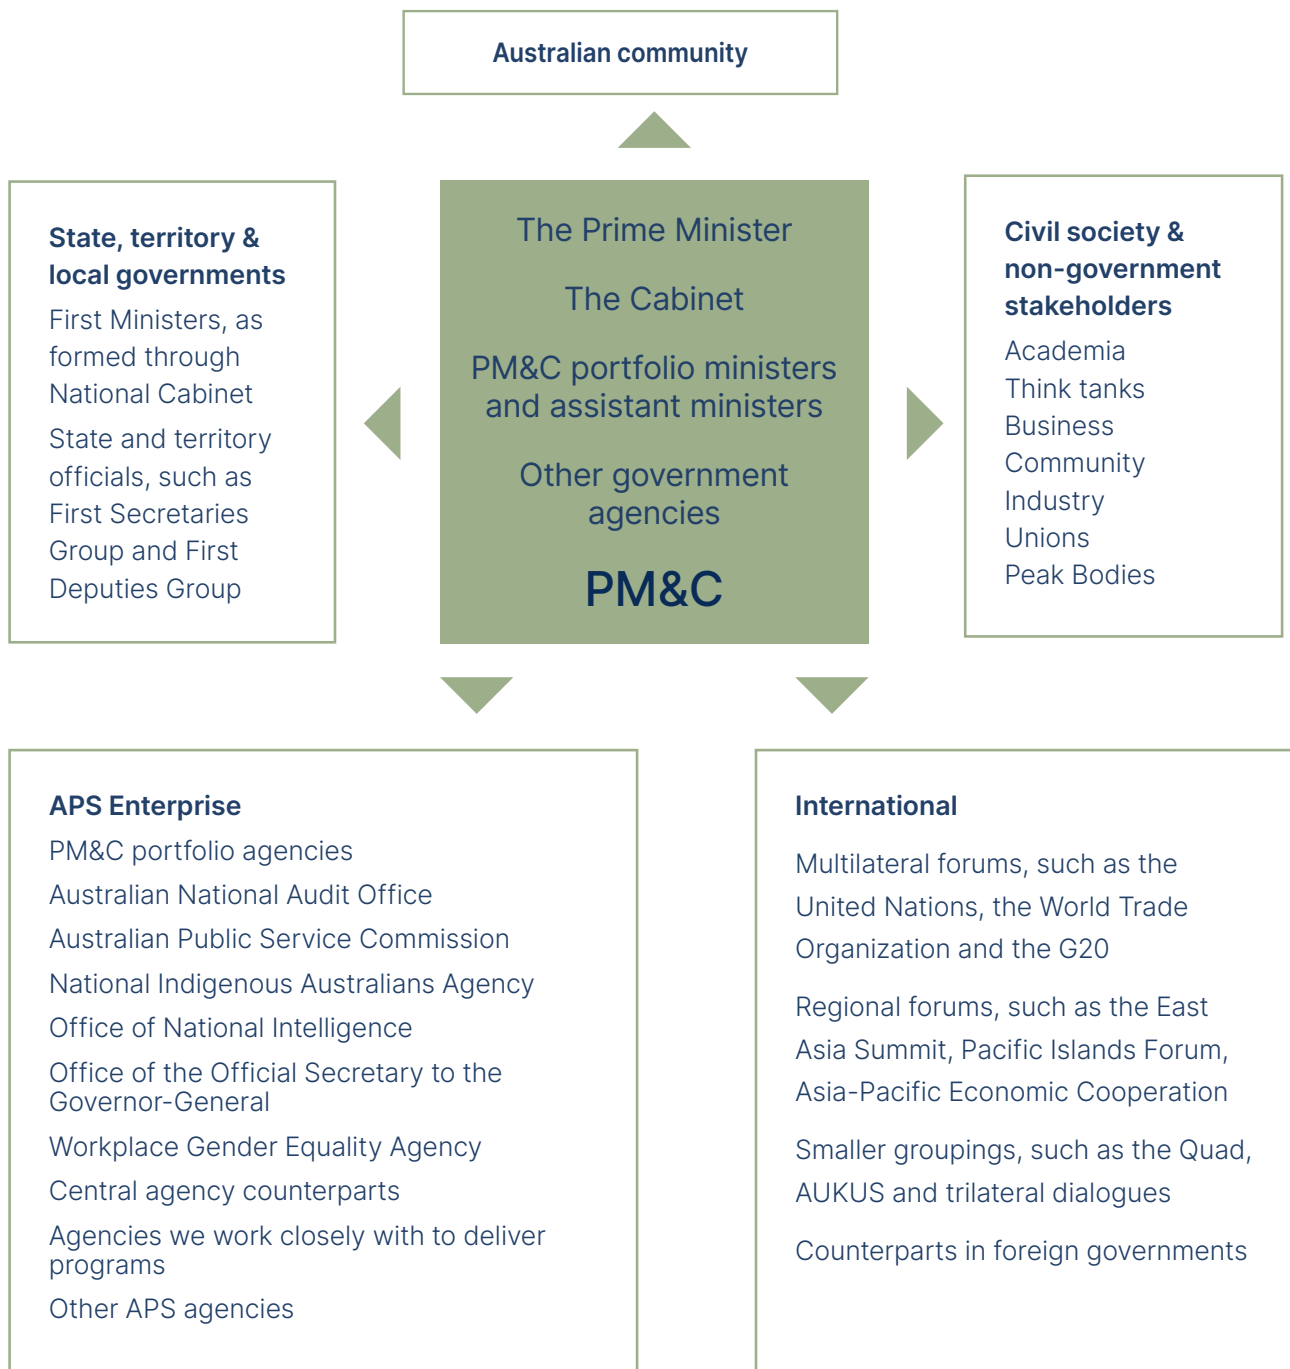 Australian community
State, territory &
local governments
First Ministers, as
formed through
National Cabinet
State and territory
officials, such as
First Secretaries
Group and First
Deputies Group
The Prime Minister
The Cabinet
PM&C portfolio ministers
and assistant ministers
Other government
agencies
PM&C
Civil society &
non-government
stakeholders
Academia
Think tanks
Business
Community
Industry
Unions
Peak Bodies
APS Enterprise
PM&C portfolio agencies
Australian National Audit Office
Australian Public Service Commission
National Indigenous Australians Agency
Office of National Intelligence
Office of the Official Secretary to the
Governor-General
Workplace Gender Equality Agency
Central agency counterparts
Agencies we work closely with to deliver
programs
Other APS agencies
International
Multilateral forums, such as the
United Nations, the World Trade
Organization and the G20
Regional forums, such as the East
Asia Summit, Pacific Islands Forum,
Asia-Pacific Economic Cooperation
Smaller groupings, such as the Quad,
AUKUS and trilateral dialogues
Counterparts in foreign governments